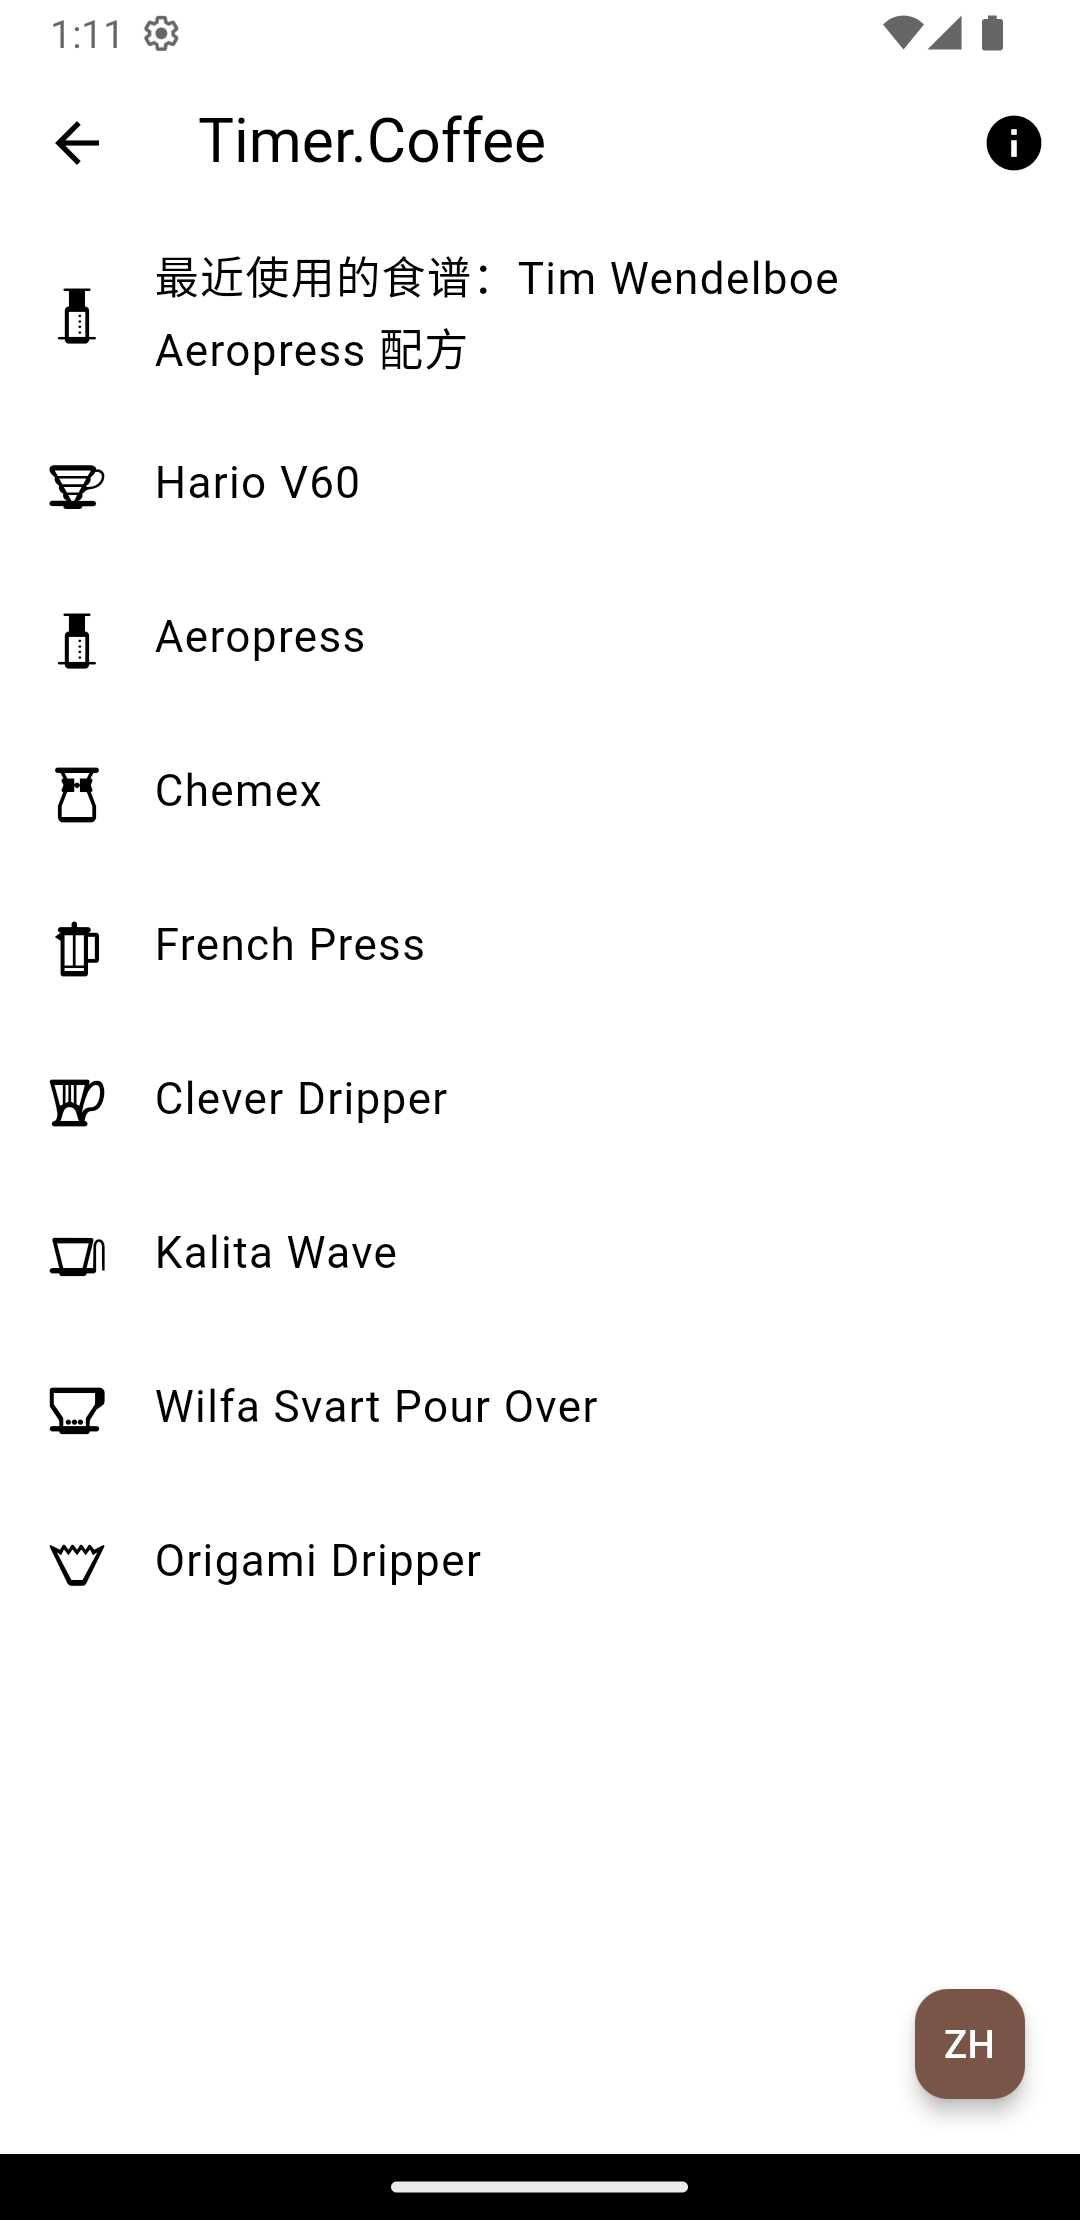 1:11
Timer.Coffee
最近使用的食谱：Tim Wendelboe
Aeropress 配方
Hario V60
Aeropress
Chemex
French Press
Clever Dripper
Kalita Wave
Wilfa Svart Pour Over
Origami Dripper
ZH